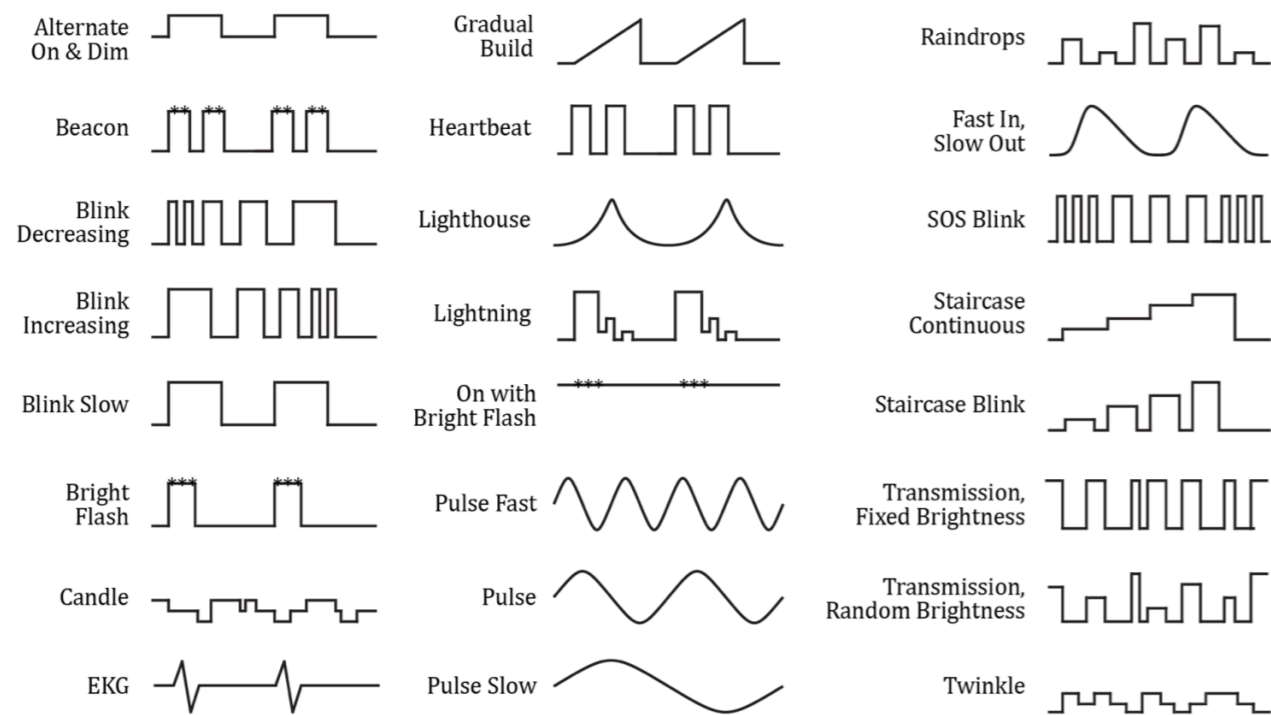 Alternate
On & Dim
Beacon
Blink
Decreasing
Blink
Increasing
Blink Slow
Bright
Flash
Candle
EKG
Gradual
Build
Heartbeat
Lighthouse
Lightning
On with
Bright Flash
Pulse Fast
Pulse
Pulse Slow
Raindrops
Fast In,
Slow Out
SOS Blink
Staircase
Continuous
Staircase Blink
Transmission,
Fixed Brightness
Transmission,
Random Brightness
Twinkle